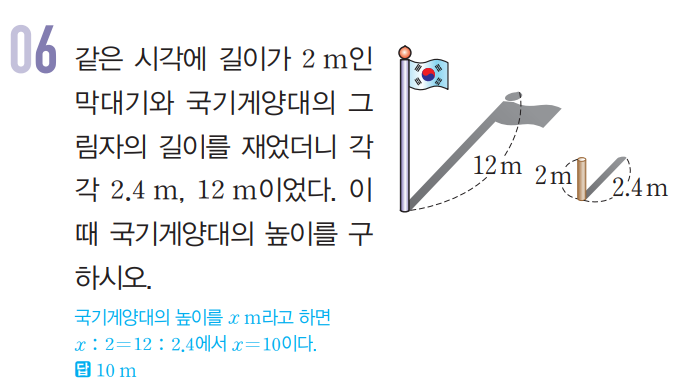 06
같은 시각에 길이가 2 m인
막대기와 국기게양대의 그
림자의 길이를 재었더니 각
각 2.4 m, 12 m이었다. 이
때 국기게양대의 높이를 구
하시오.
국기게양대의 높이를 x m라고 하면
x : 2=12 : 2.4에서 x=10이다.
답 10 m
12 m
2 m
2.4 m